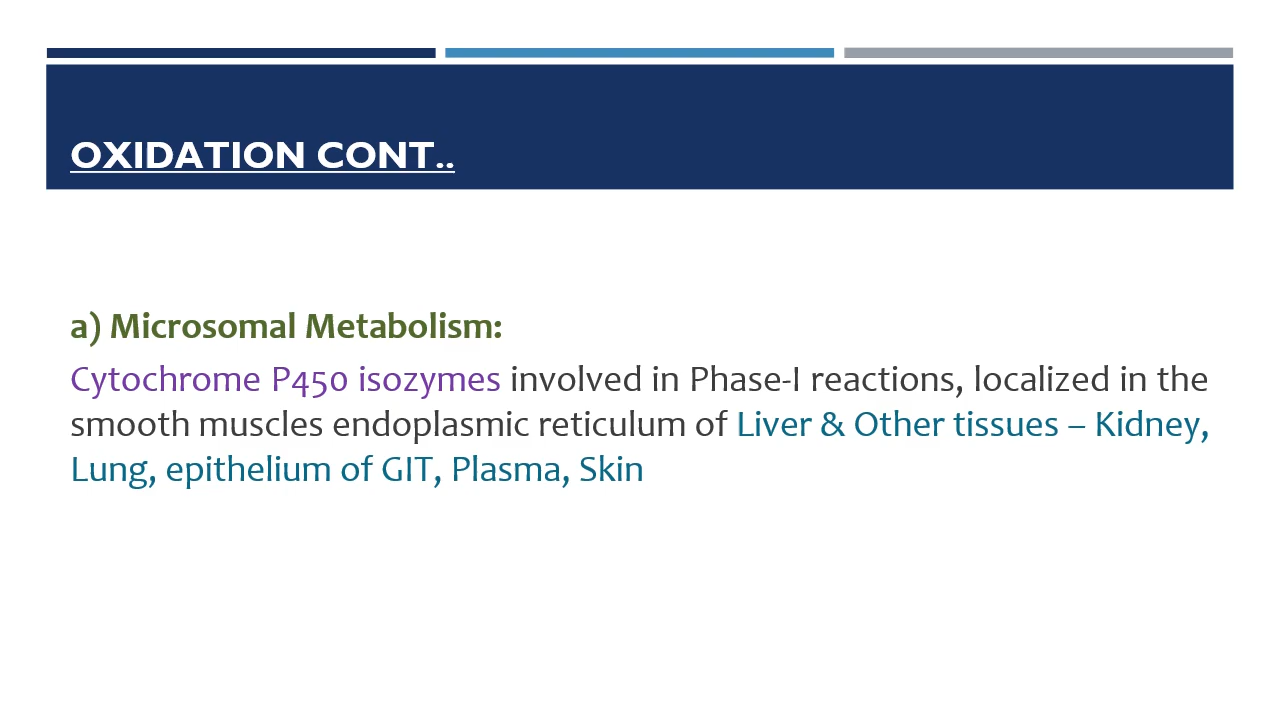 OXIDATION CONT..
a) Microsomal Metabolism:
Cytochrome P450 isozymes involved in Phase-I reactions, localized in the
smooth muscles endoplasmic reticulum of Liver & Other tissues – Kidney,
Lung, epithelium of GIT, Plasma, Skin